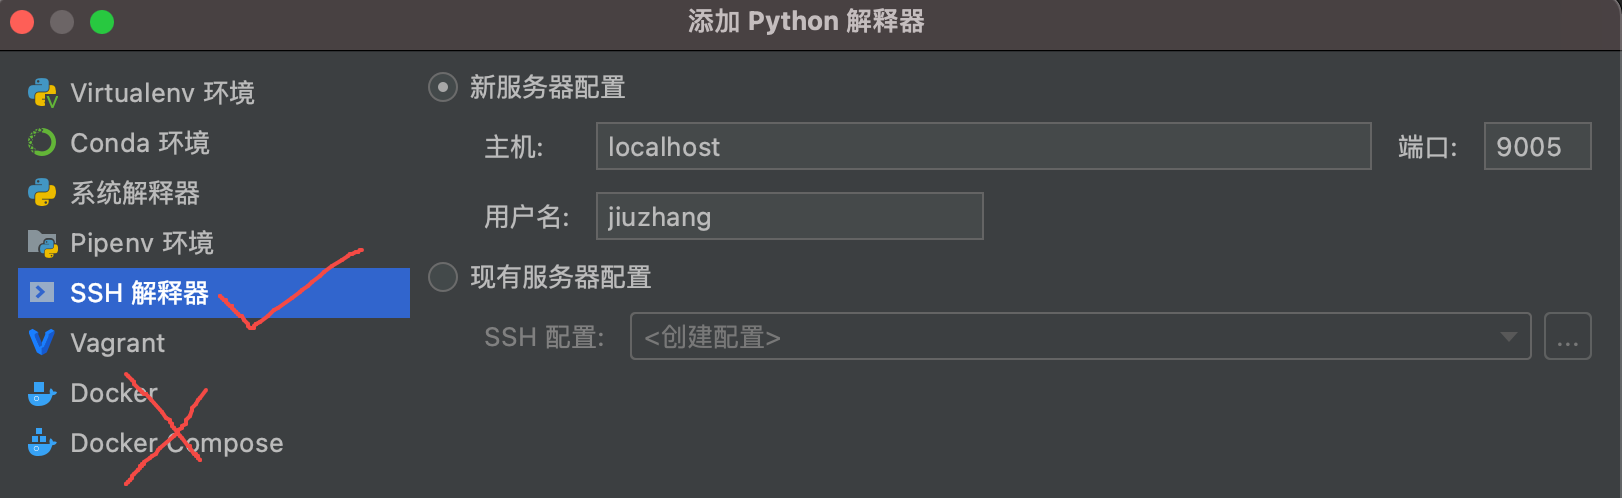 添加 Python 解释器
Virtualenv 环境
Conda 环境
系统解释器
Pipenv 环境
SSH 解释器
Vagrant
Docker
Docker Compose
新服务器配置
主机: localhost 端口: 9005
用户名: jiuzhang
现有服务器配置
SSH 配置: <创建配置> ...